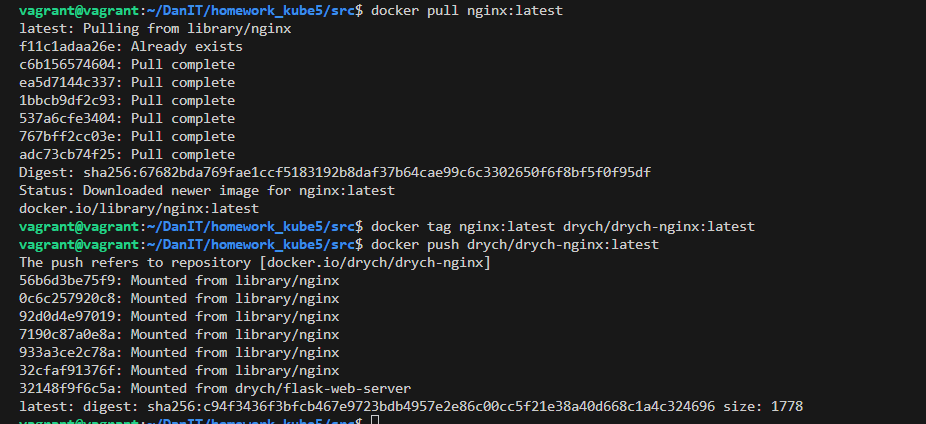 vagrant@vagrant:~/DanIT/homework_kube5/src$ docker pull nginx:latest
latest: Pulling from library/nginx
f11c1adaa26e: Already exists
c6b156574604: Pull complete
ea5d7144c337: Pull complete
1bbcb9df2c93: Pull complete
537a6cfe3404: Pull complete
767bff2cc03e: Pull complete
adc73cb74f25: Pull complete
Digest: sha256:67682bda769fae1ccf5183192b8daf37b64cae99c6c3302650f6f8bf5f0f95df
Status: Downloaded newer image for nginx:latest
docker.io/library/nginx:latest
vagrant@vagrant:~/DanIT/homework_kube5/src$ docker tag nginx:latest drych/drych-nginx:latest
vagrant@vagrant:~/DanIT/homework_kube5/src$ docker push drych/drych-nginx:latest
The push refers to repository [docker.io/drych/drych-nginx]
56b6d3be75f9: Mounted from library/nginx
0c6c257920c8: Mounted from library/nginx
92d0d4e97019: Mounted from library/nginx
7190c87a0e8a: Mounted from library/nginx
933a3ce2c78a: Mounted from library/nginx
32cfaf91376f: Mounted from library/nginx
32148f9f6c5a: Mounted from drych/flask-web-server
latest: digest: sha256:c94f3436f3bfcb467e9723bdb4957e2e86c00cc5f21e38a40d668c1a4c324696 size: 1778
vagrant@vagrant:~/DanIT/homework_kube5/src$